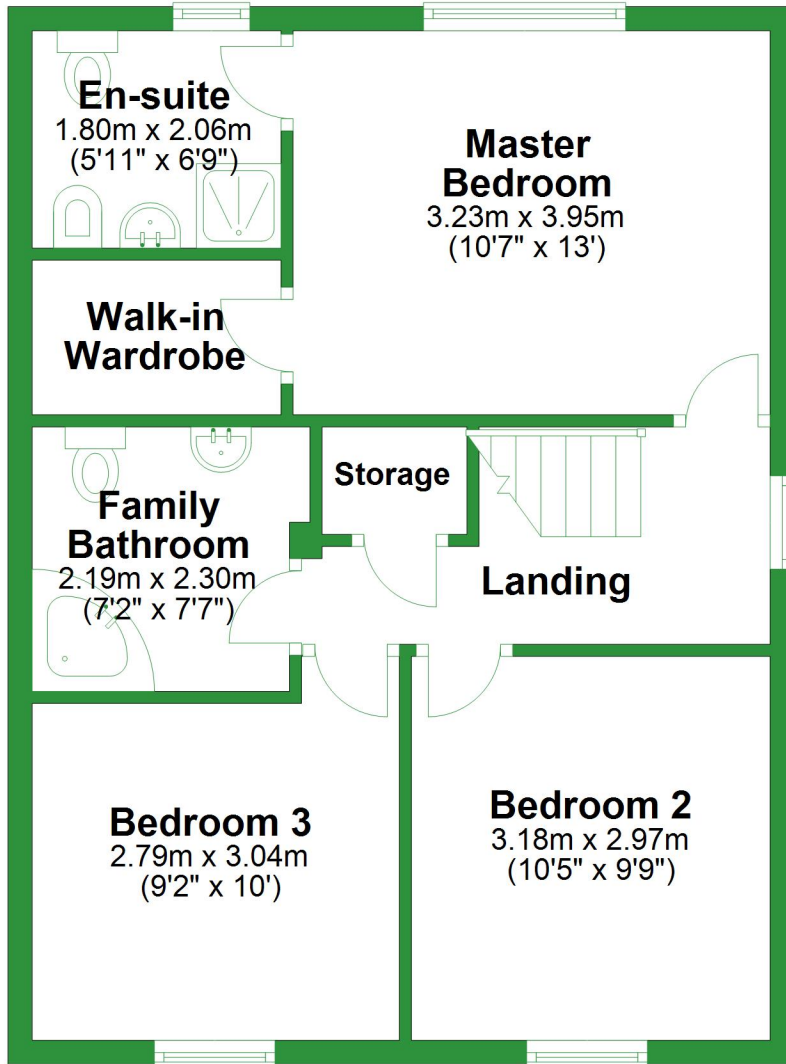 En-suite
1.80m x 2.06m
(5'11" x 6'9")
Master
Bedroom
3.23m x 3.95m
(10'7" x 13')
Walk-in
Wardrobe
Storage
Family
Bathroom
2.19m x 2.30m
(7'2" x 7'7")
Landing
Bedroom 3
2.79m x 3.04m
(9'2" x 10')
Bedroom 2
3.18m x 2.97m
(10'5" x 9'9")